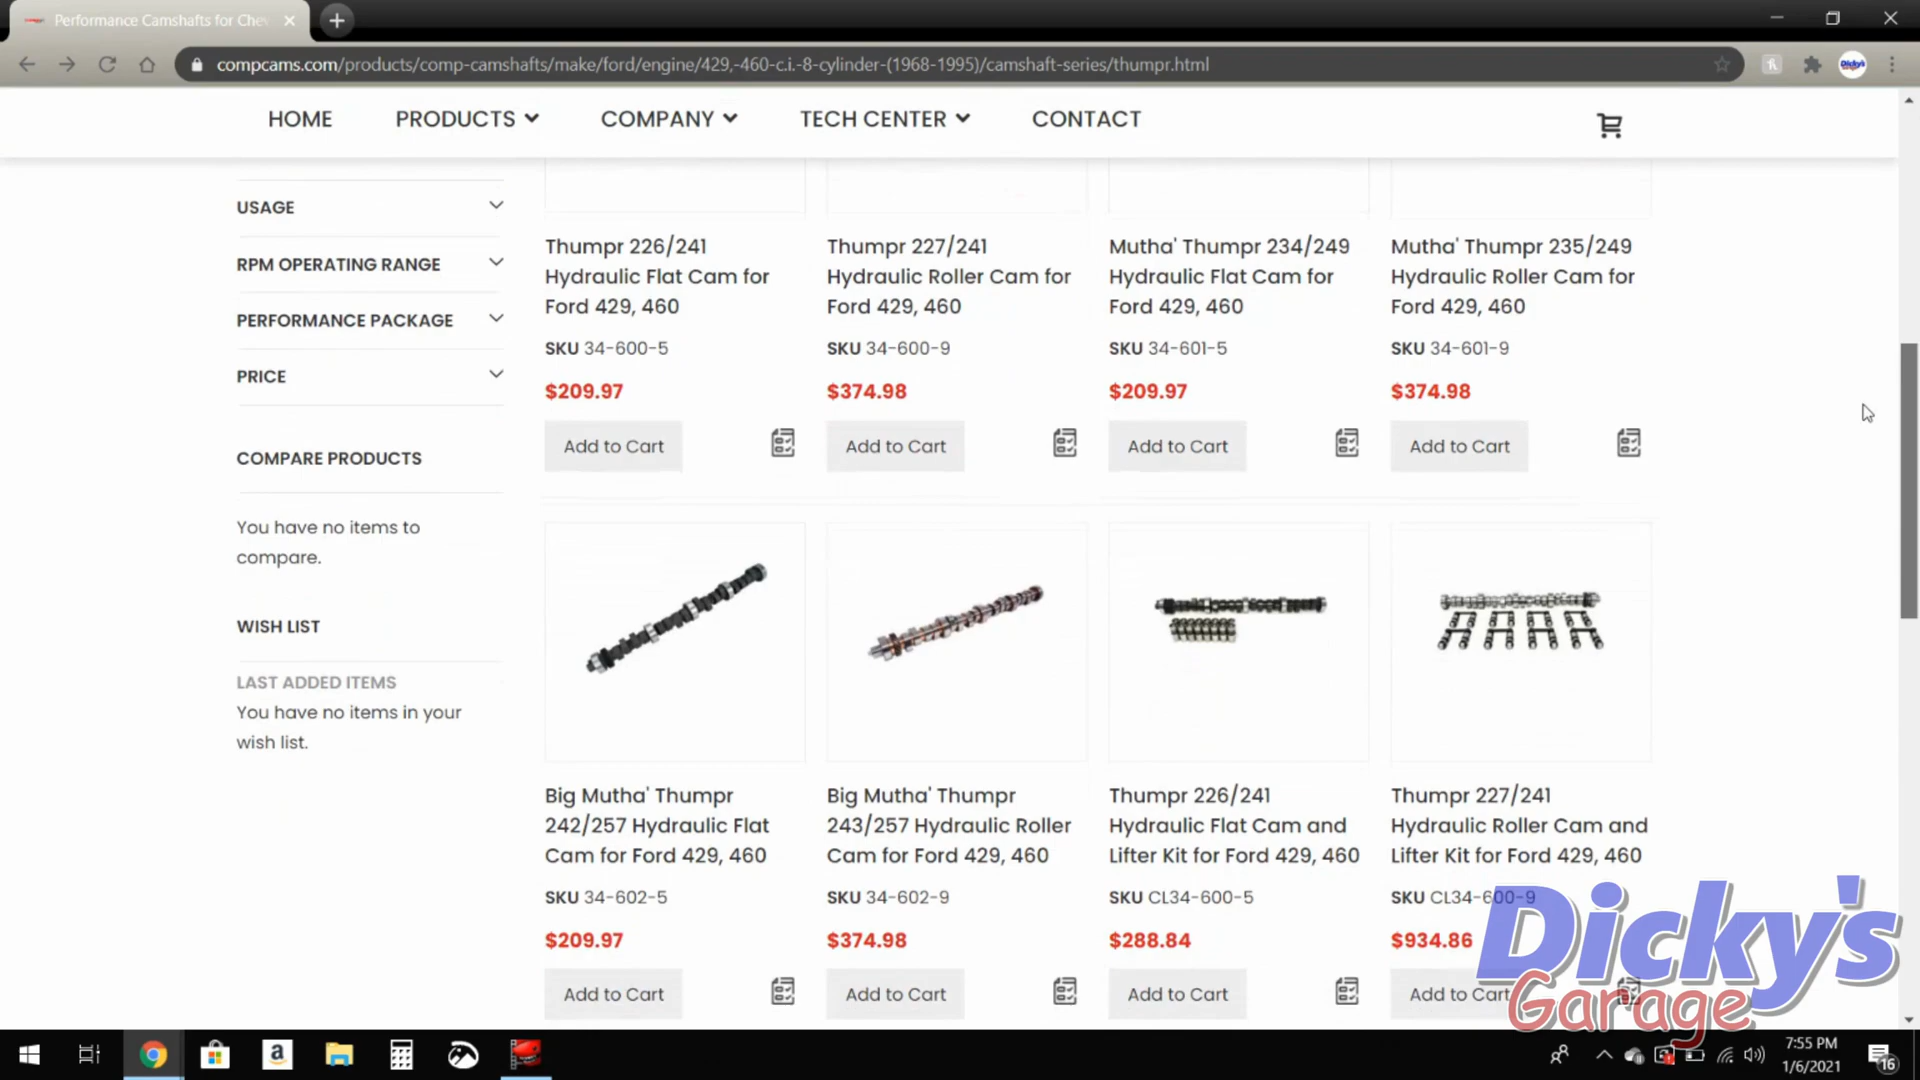 Performance Camshafts for Chev
compcams.com/products/comp-camshafts/make/ford/engine/429,-460-c.i.-8-cylinder-(1968-1995)/camshaft-series/thumpr.html
HOME PRODUCTS COMPANY TECH CENTER CONTACT
USAGE
RPM OPERATING RANGE
PERFORMANCE PACKAGE
PRICE
COMPARE PRODUCTS
You have no items to
compare.
WISH LIST
LAST ADDED ITEMS
You have no items in your
wish list.
Thumpr 226/241
Hydraulic Flat Cam for
Ford 429, 460
SKU 34-600-5
$209.97
Add to Cart
Thumpr 227/241
Hydraulic Roller Cam for
Ford 429, 460
SKU 34-600-9
$374.98
Add to Cart
Mutha' Thumpr 234/249
Hydraulic Flat Cam for
Ford 429, 460
SKU 34-601-5
$209.97
Add to Cart
Mutha' Thumpr 235/249
Hydraulic Roller Cam for
Ford 429, 460
SKU 34-601-9
$374.98
Add to Cart
Big Mutha' Thumpr
242/257 Hydraulic Flat
Cam for Ford 429, 460
SKU 34-602-5
$209.97
Add to Cart
Big Mutha' Thumpr
243/257 Hydraulic Roller
Cam for Ford 429, 460
SKU 34-602-9
$374.98
Add to Cart
Thumpr 226/241
Hydraulic Flat Cam and
Lifter Kit for Ford 429, 460
SKU CL34-600-5
$288.84
Add to Cart
Thumpr 227/241
Hydraulic Roller Cam and
Lifter Kit for Ford 429, 460
SKU CL34-600-9
$934.86
Add to Cart
Dicky's
Garage
7:55 PM
1/6/2021
16